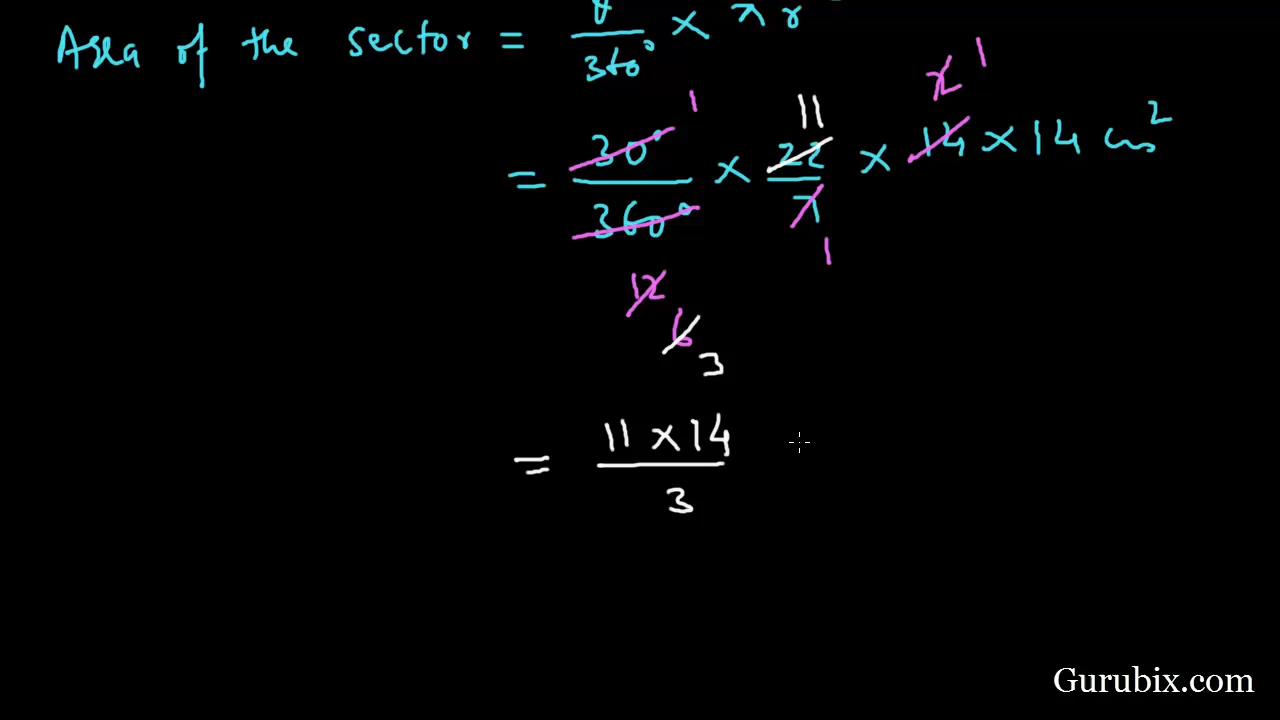 Area of the sector = θ/360° × πr²
= 30°/360° × 22/7 × 14 × 14 cm²
1 11 2 1
12 1
6
3
= 11 × 14 / 3
Gurubix.com